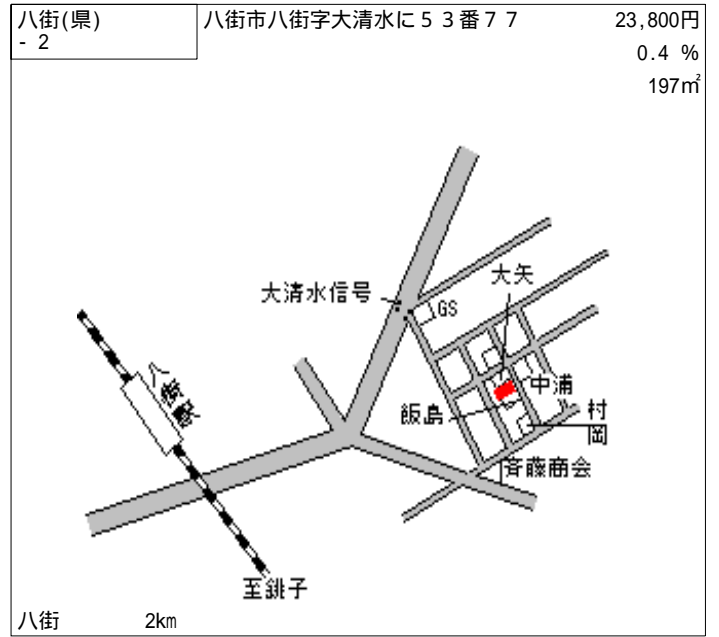 八街(県)
- 2
八街市八街字大清水に５３番７７
23,800円
0.4 %
197㎡
大清水信号
GS
大矢
中浦
飯島
村岡
斉藤商会
八街駅
至銚子
八街 2km